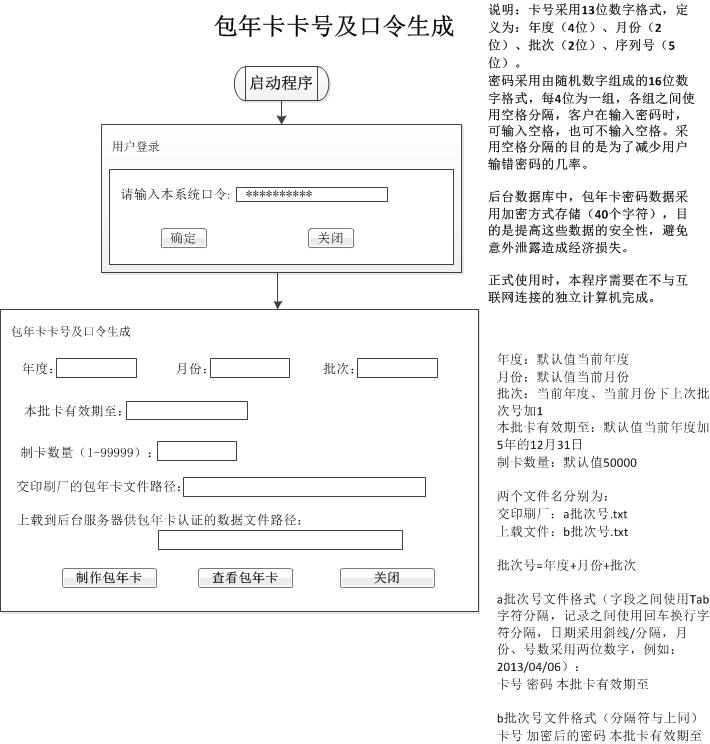 包年卡卡号及口令生成
启动程序
用户登录
请输入本系统口令:
**********
确定
关闭
包年卡卡号及口令生成
年度:
月份:
批次:
本批卡有效期至:
制卡数量（1-99999）:
交印刷厂的包年卡文件路径:
上载到后台服务器供包年卡认证的数据文件路径:
制作包年卡
查看包年卡
关闭
说明：卡号采用13位数字格式，定
义为：年度（4位）、月份（2
位）、批次（2位）、序列号（5
位）。
密码采用由随机数字组成的16位数
字格式，每4位为一组，各组之间使
用空格分隔，客户在输入密码时，
可输入空格，也可不输入空格。采
用空格分隔的目的是为了减少用户
输错密码的几率。
后台数据库中，包年卡密码数据采
用加密方式存储（40个字符），目
的是提高这些数据的安全性，避免
意外泄露造成经济损失。
正式使用时，本程序需要在不与互
联网连接的独立计算机完成。
年度：默认值当前年度
月份：默认值当前月份
批次：当前年度、当前月份下上次批
次号加1
本批卡有效期至：默认值当前年度加
5年的12月31日
制卡数量：默认值50000
两个文件名分别为：
交印刷厂：a批次号.txt
上载文件：b批次号.txt
批次号=年度+月份+批次
a批次号文件格式（字段之间使用Tab
字符分隔，记录之间使用回车换行字
符分隔，日期采用斜线/分隔，月
份、号数采用两位数字，例如：
2013/04/06）：
卡号 密码 本批卡有效期至
b批次号文件格式（分隔符与上同）
卡号 加密后的密码 本批卡有效期至